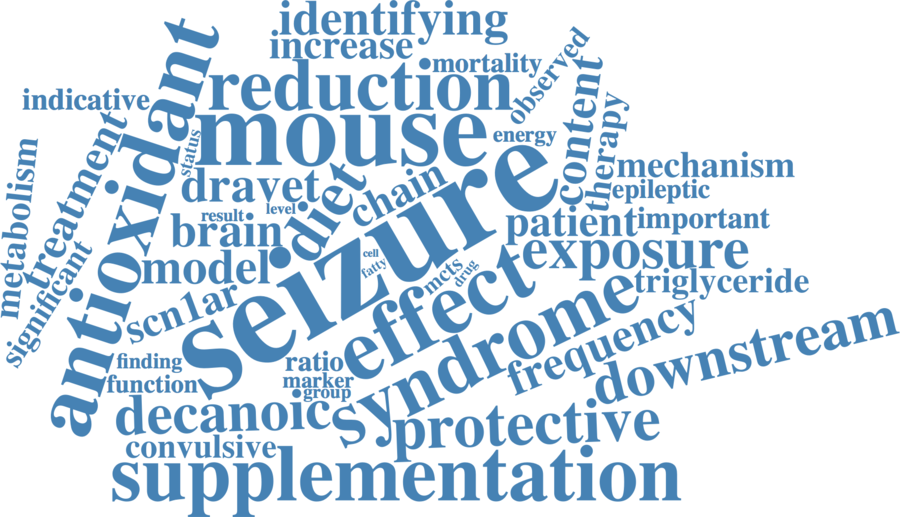 identifying
increase
mortality
observed
reduction
indicative
antioxidant
mouse
energy
content
therapy
status
treatment
metabolism
significant
dravet
diet
chain
seizure
mechanism
epileptic
result
level
brain
patient
important
exposure
model
cell
fatty
mcts
drug
triglyceride
scn1ar
effect
syndrome
frequency
downstream
finding
function
ratio
marker
group
decanoic
protective
convulsive
supplementation